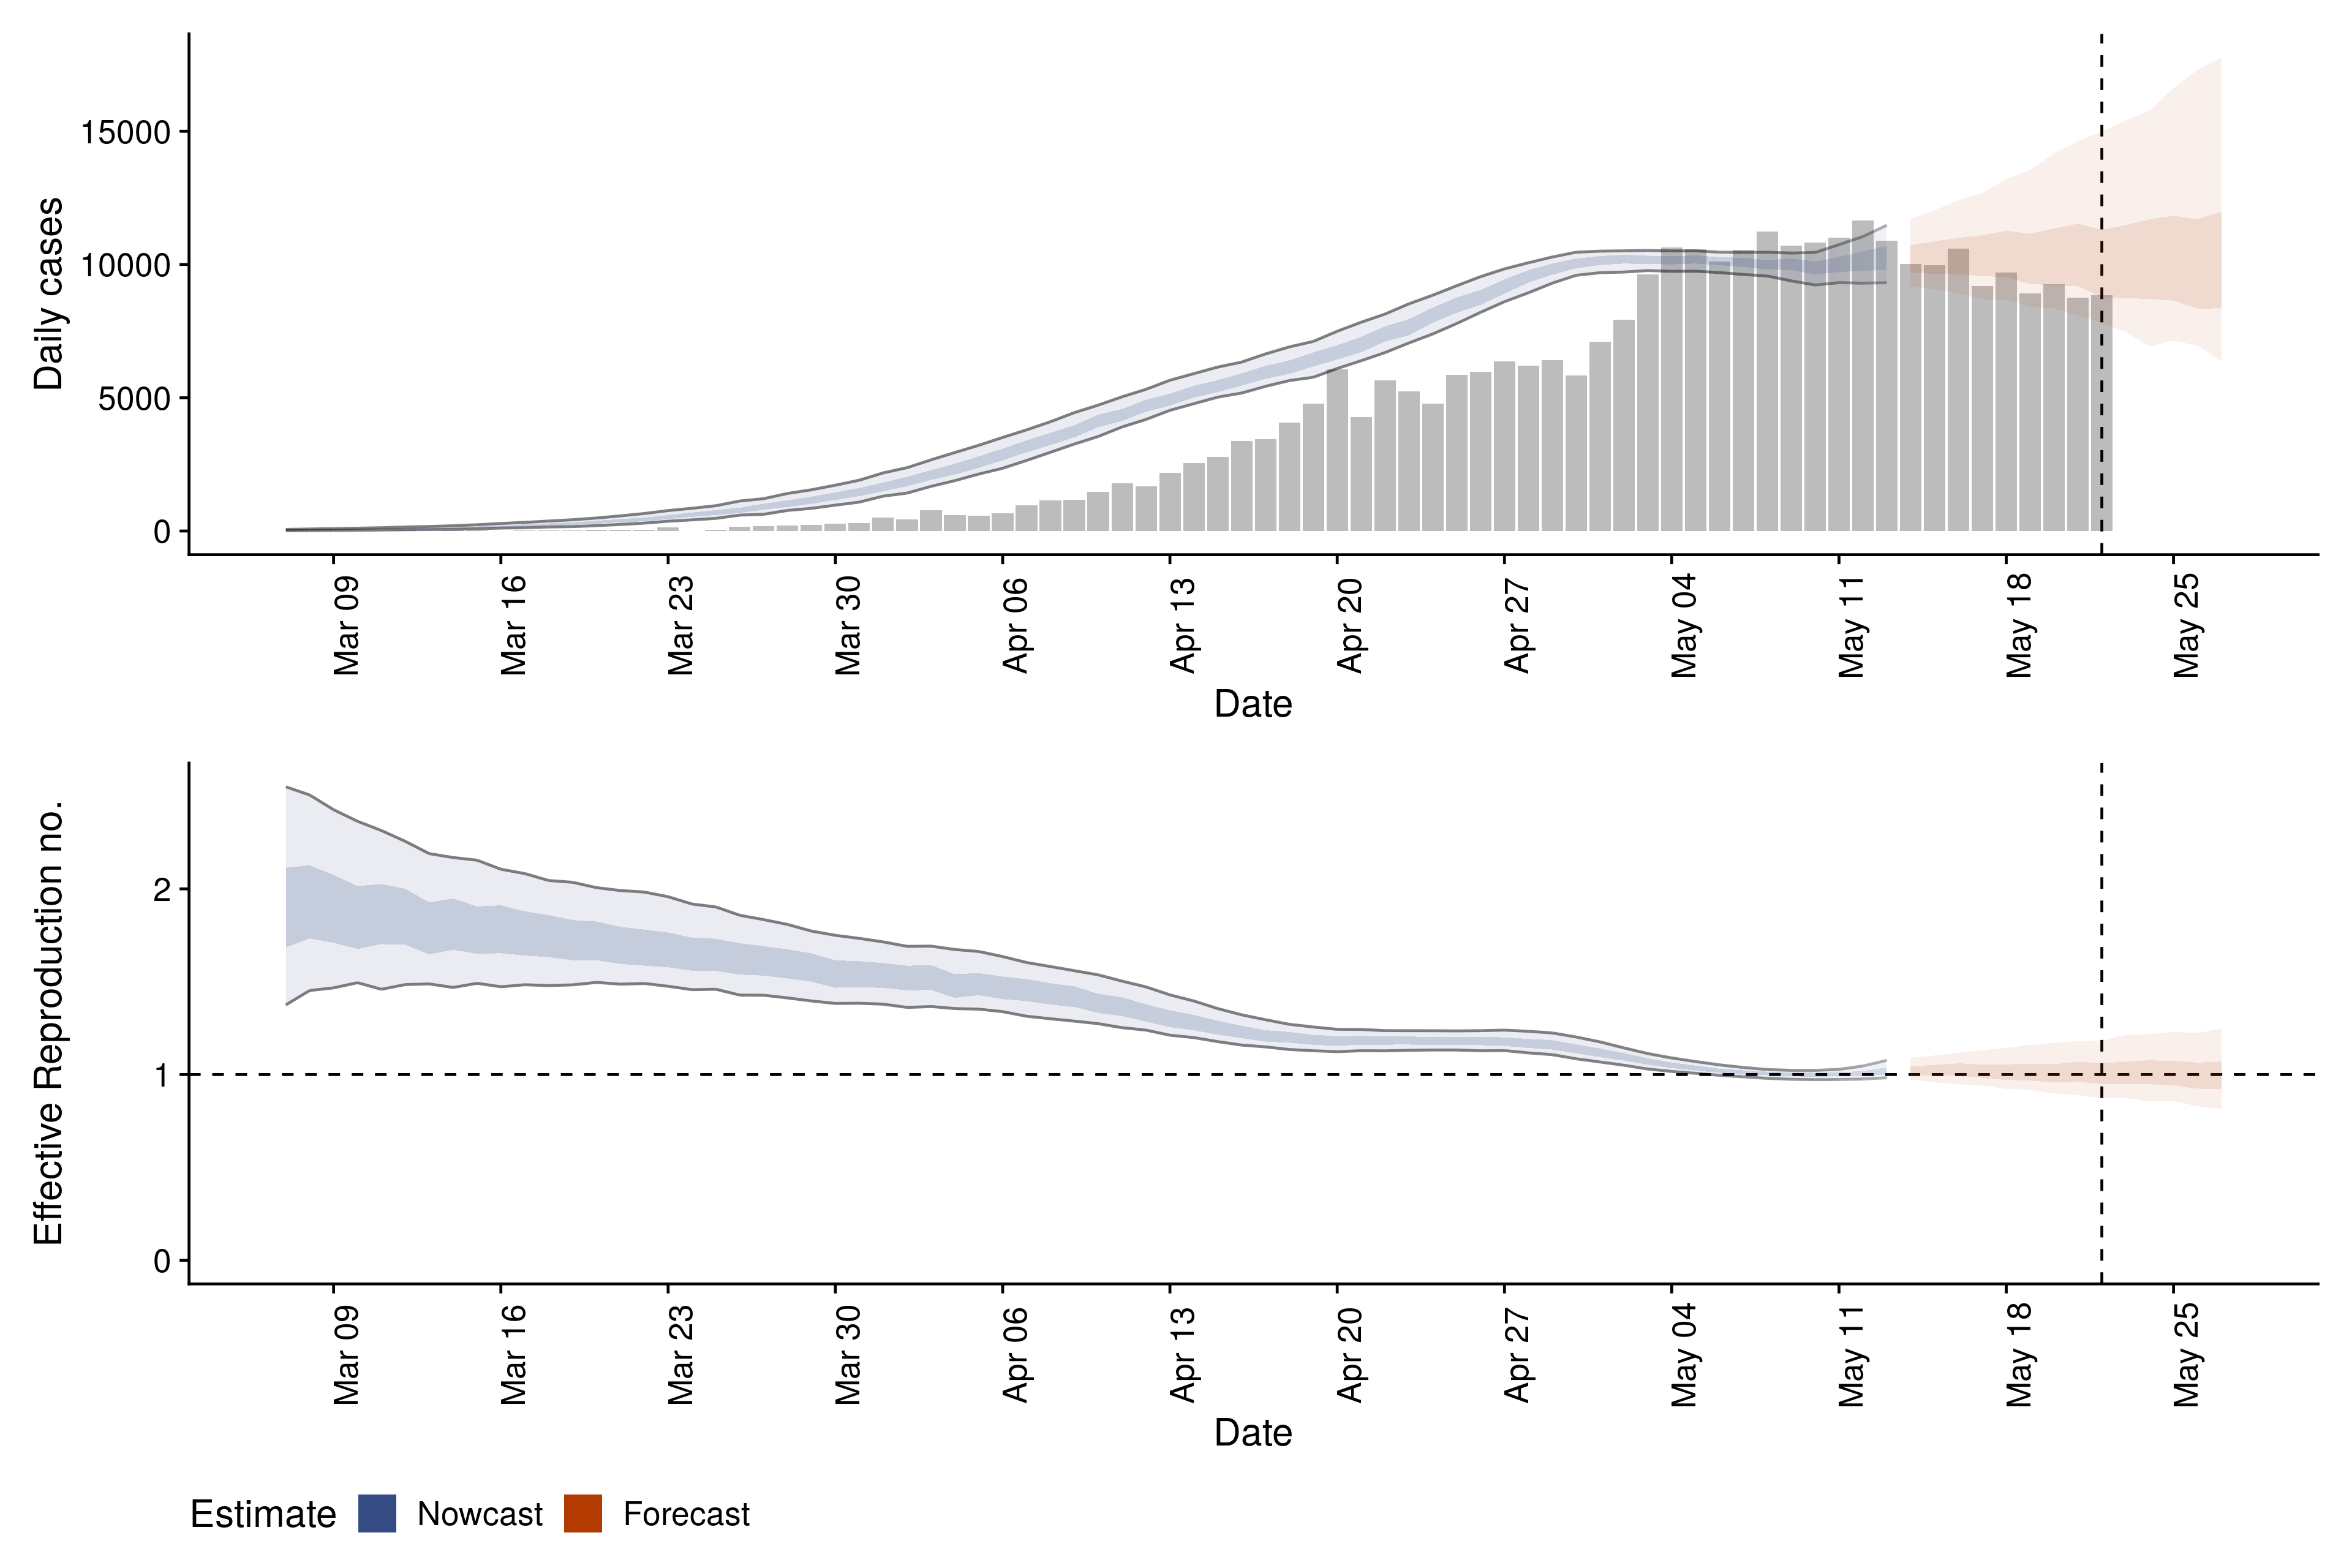 Daily cases
15000
10000
5000
0
Mar 09
Mar 16
Mar 23
Mar 30
Apr 06
Apr 13
Apr 20
Apr 27
May 04
May 11
May 18
May 25
Date
Effective Reproduction no.
2
1
0
Mar 09
Mar 16
Mar 23
Mar 30
Apr 06
Apr 13
Apr 20
Apr 27
May 04
May 11
May 18
May 25
Date
Estimate Nowcast Forecast